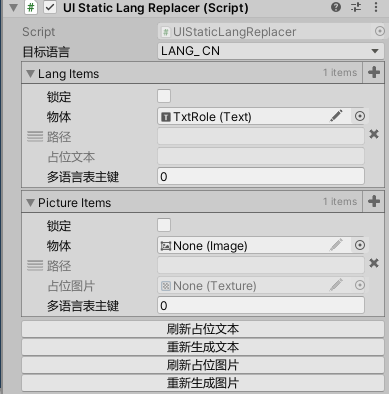 UI Static Lang Replacer (Script)
Script UIStaticLangReplacer
目标语言 LANG_ CN
Lang Items 1 items
锁定
物体 TxtRole (Text)
路径
占位文本
多语言表主键 0
Picture Items 1 items
锁定
物体 None (Image)
路径
占位图片 None (Texture)
多语言表主键 0
刷新占位文本
重新生成文本
刷新占位图片
重新生成图片